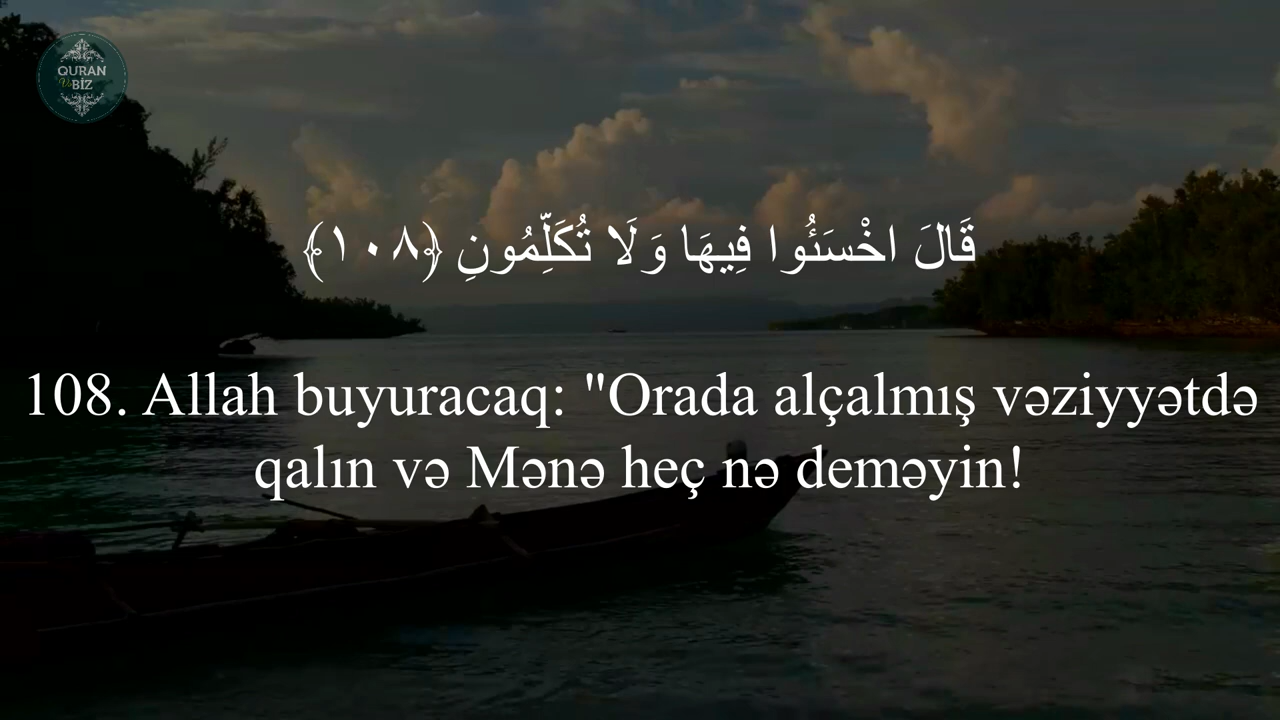 QURAN
Və BİZ
قَالَ اخْسَئُوا فِيهَا وَلَا تُكَلِّمُونِ ﴿١٠٨﴾
108. Allah buyuracaq: "Orada alçalmış vəziyyətdə
qalın və Mənə heç nə deməyin!